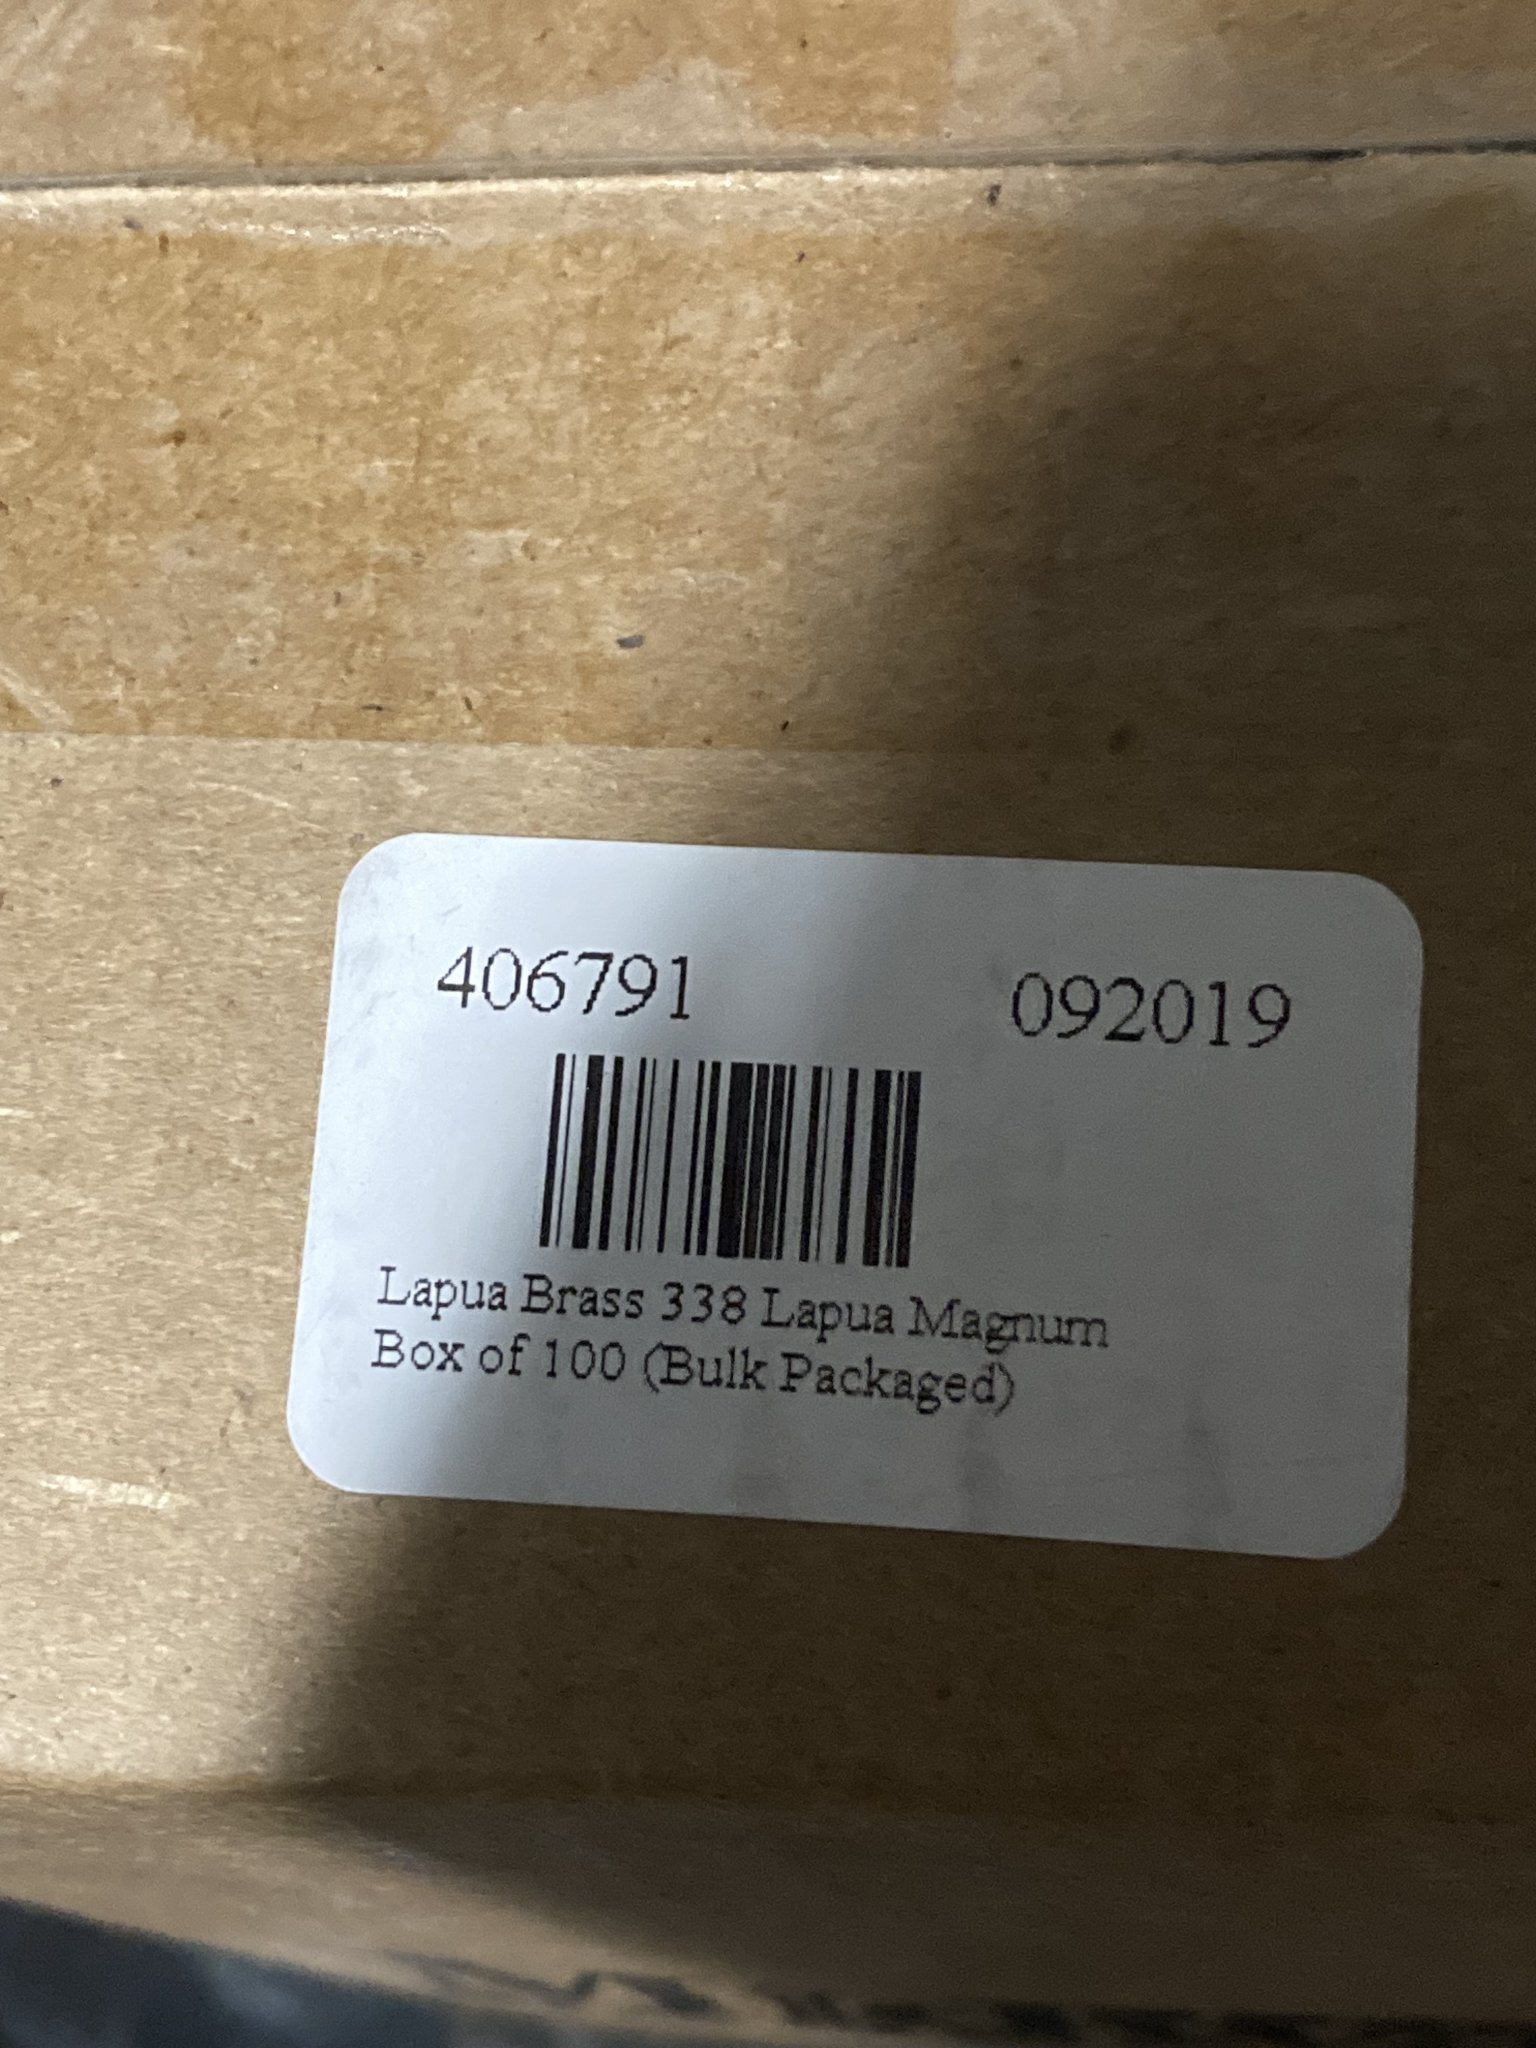 406791 092019
Lapua Brass 338 Lapua Magnum
Box of 100 (Bulk Packaged)